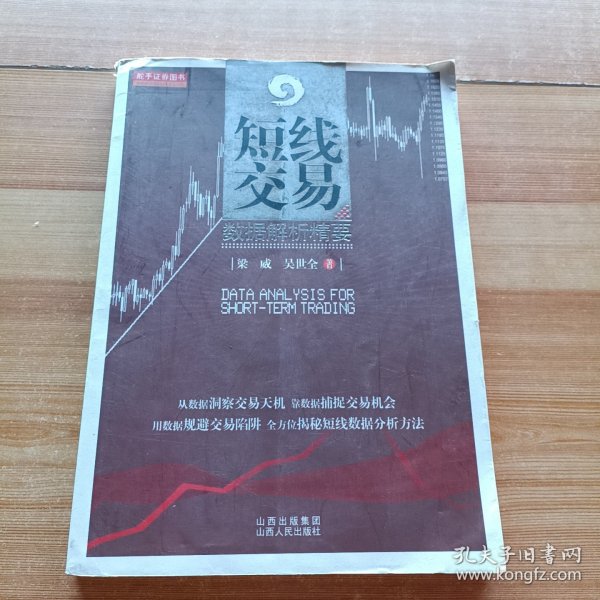 舵手证券图书
短线
交易
数据解析精要
梁 威 吴世全 著
DATA ANALYSIS FOR
SHORT-TERM TRADING
从数据洞察交易天机 靠数据捕捉交易机会
用数据规避交易陷阱 全方位揭秘短线数据分析方法
山西出版集团
山西人民出版社
孔夫子旧书网
www.kongfz.com